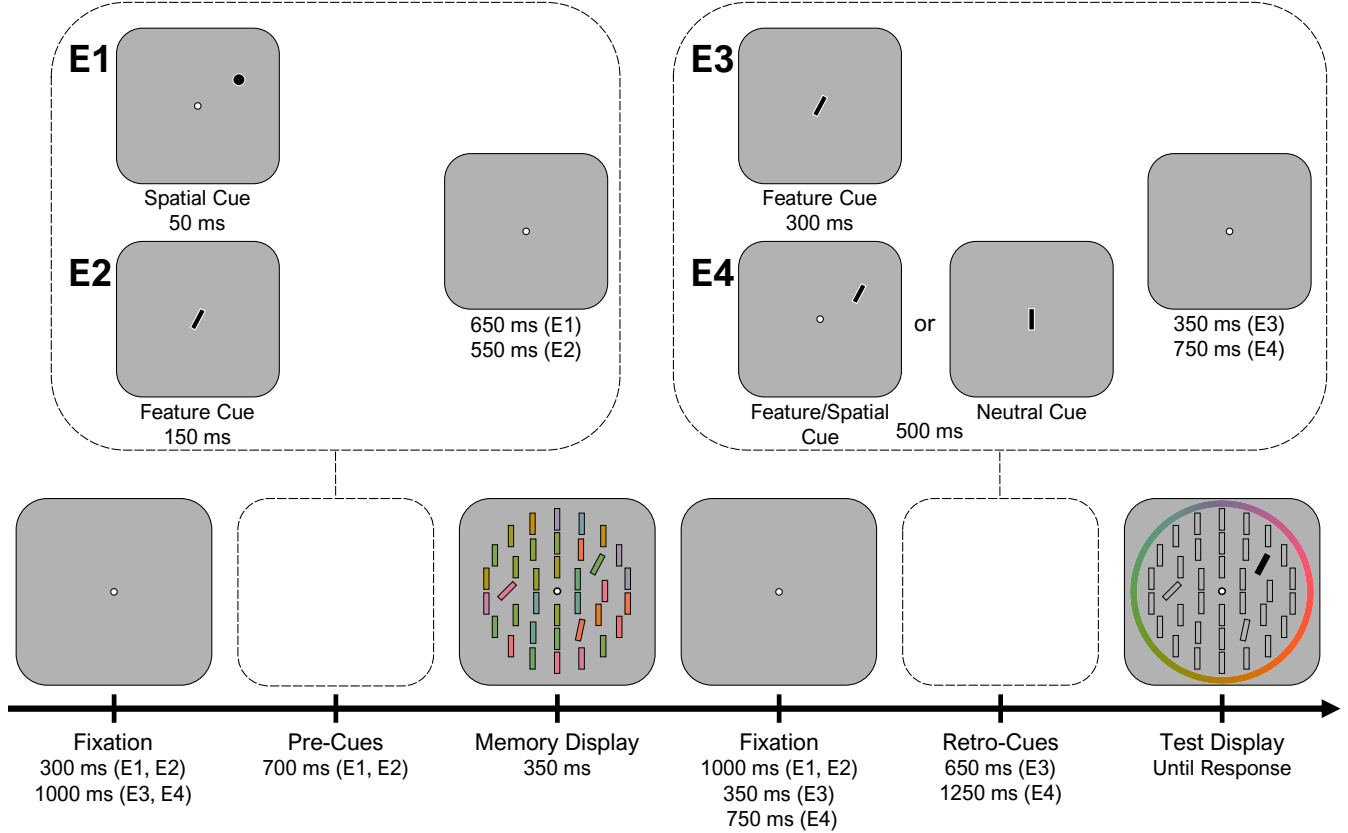 E1
Spatial Cue
50 ms
E2
Feature Cue
150 ms
650 ms (E1)
550 ms (E2)
E3
Feature Cue
300 ms
E4
or
Feature/Spatial
Cue
500 ms
Neutral Cue
350 ms (E3)
750 ms (E4)
Fixation
300 ms (E1, E2)
1000 ms (E3, E4)
Pre-Cues
700 ms (E1, E2)
Memory Display
350 ms
Fixation
1000 ms (E1, E2)
350 ms (E3)
750 ms (E4)
Retro-Cues
650 ms (E3)
1250 ms (E4)
Test Display
Until Response